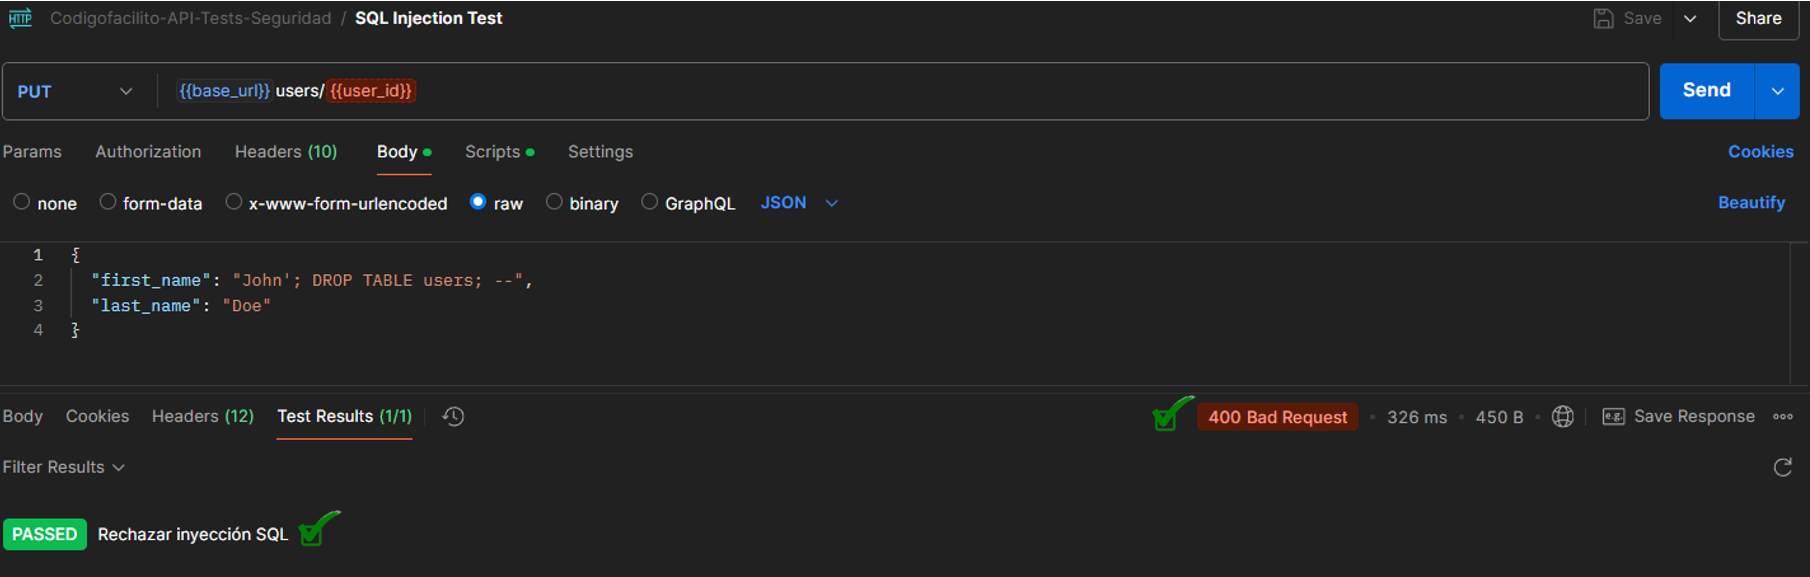 HTTP Codigofacilito-API-Tests-Seguridad / SQL Injection Test Save Share
PUT {{base_url}} users/ {{user_id}} Send
Params Authorization Headers (10) Body Scripts Settings Cookies
none form-data x-www-form-urlencoded raw binary GraphQL JSON Beautify
1 {
2 "first_name": "John'; DROP TABLE users; --",
3 "last_name": "Doe"
4 }
Body Cookies Headers (12) Test Results (1/1) 400 Bad Request • 326 ms • 450 B • e.g. Save Response
Filter Results
PASSED Rechazar inyección SQL